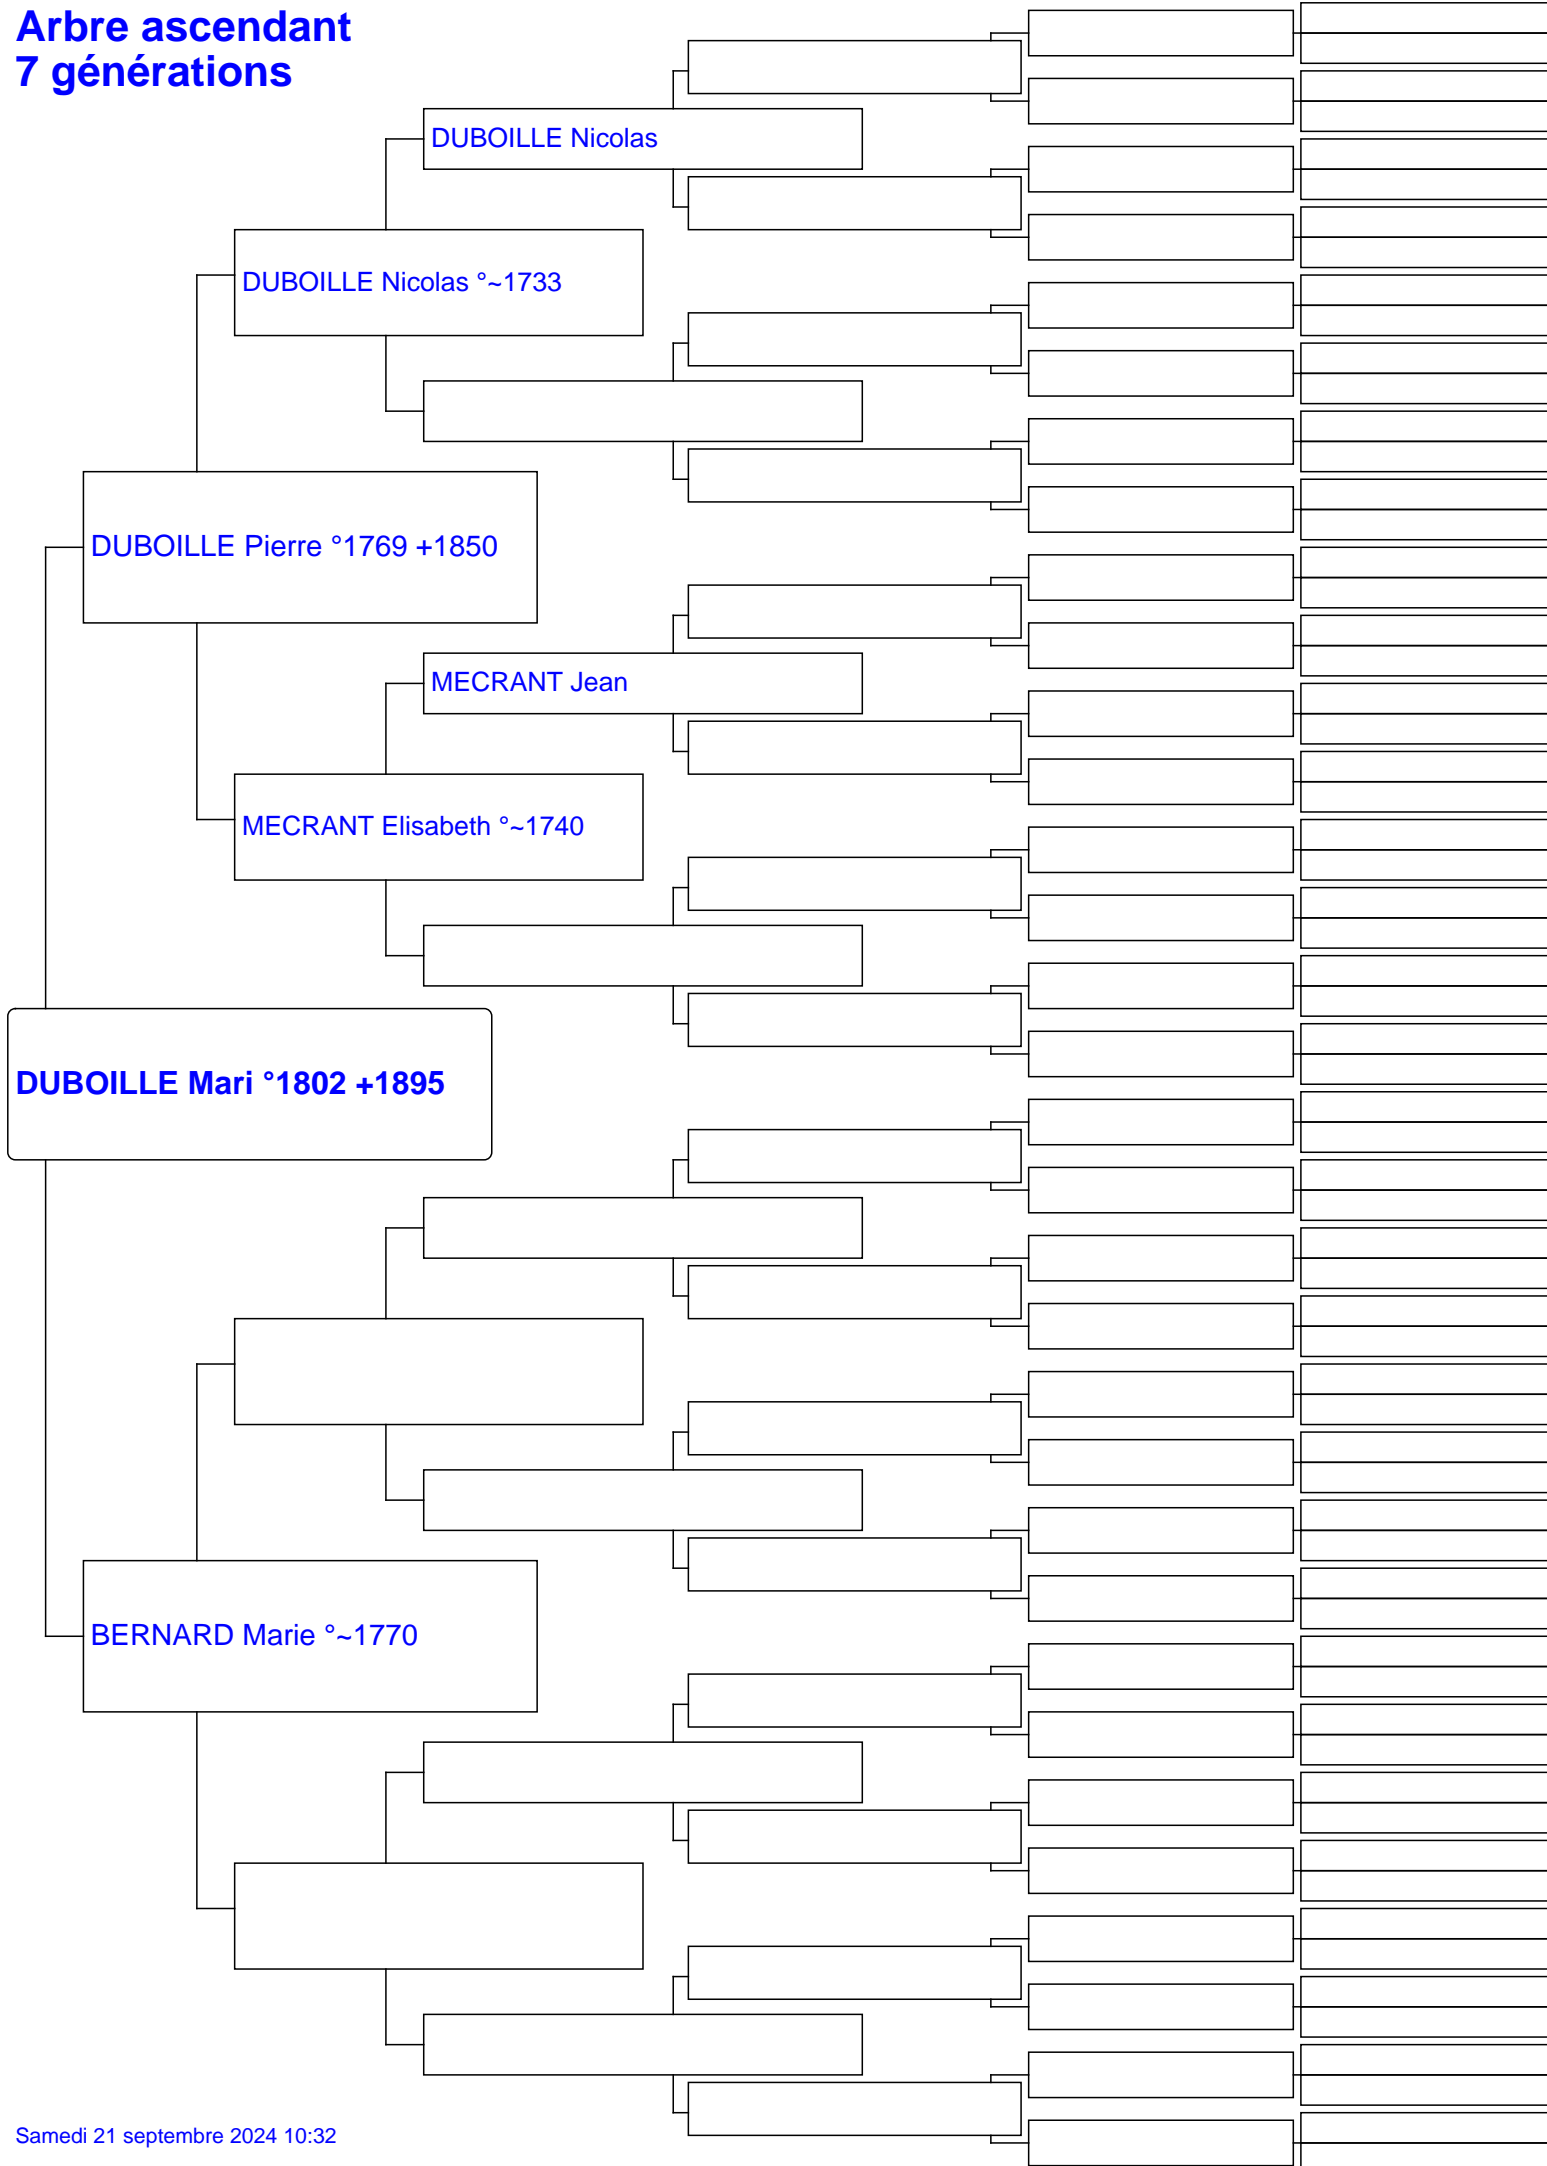 Arbre ascendant
7 générations
DUBOILLE Nicolas
DUBOILLE Nicolas °~1733
DUBOILLE Pierre °1769 +1850
MECRANT Jean
MECRANT Elisabeth °~1740
DUBOILLE Mari °1802 +1895
BERNARD Marie °~1770
Samedi 21 septembre 2024 10:32